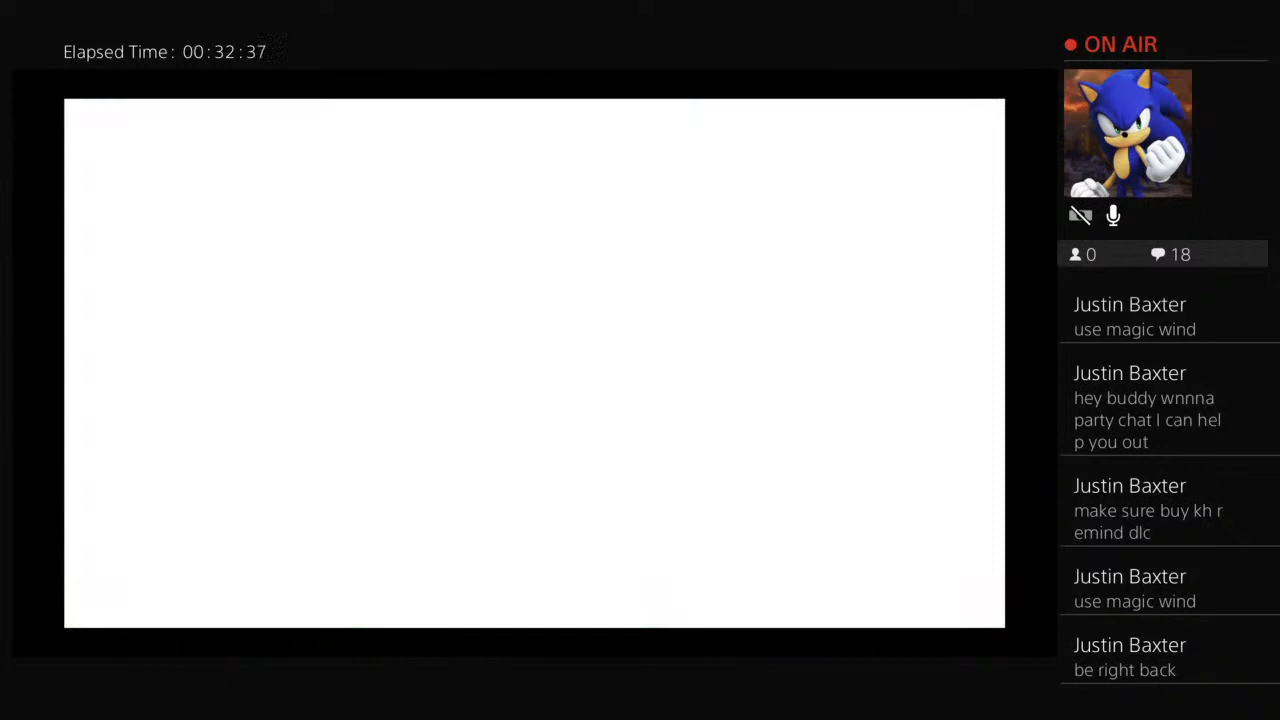 Elapsed Time: 00:32:37
ON AIR
0 18
Justin Baxter
use magic wind
Justin Baxter
hey buddy wnnna
party chat I can hel
p you out
Justin Baxter
make sure buy kh r
emind dlc
Justin Baxter
use magic wind
Justin Baxter
be right back